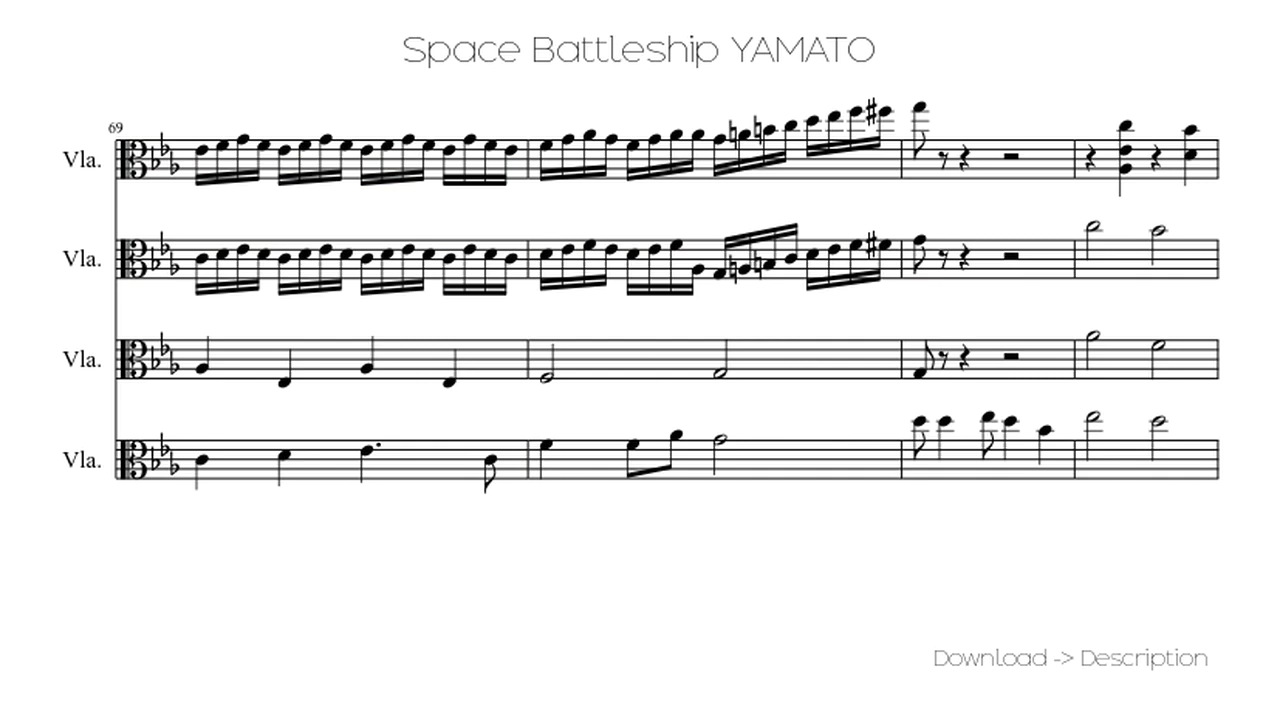 Space Battleship YAMATO
69
Vla.
Vla.
Vla.
Vla.
Download -> Description